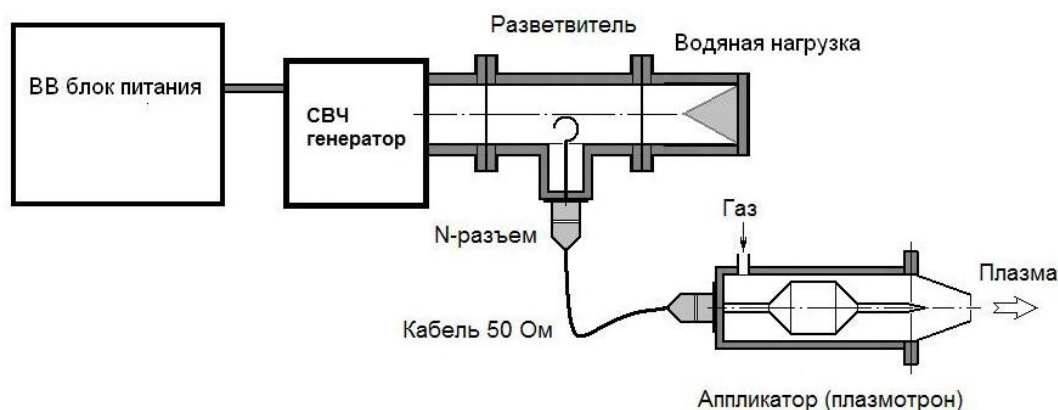 Разветвитель
Водяная нагрузка
ВВ блок питания
СВЧ
генератор
N-разъем
Газ
Плазма
Кабель 50 Ом
Аппликатор (плазмотрон)